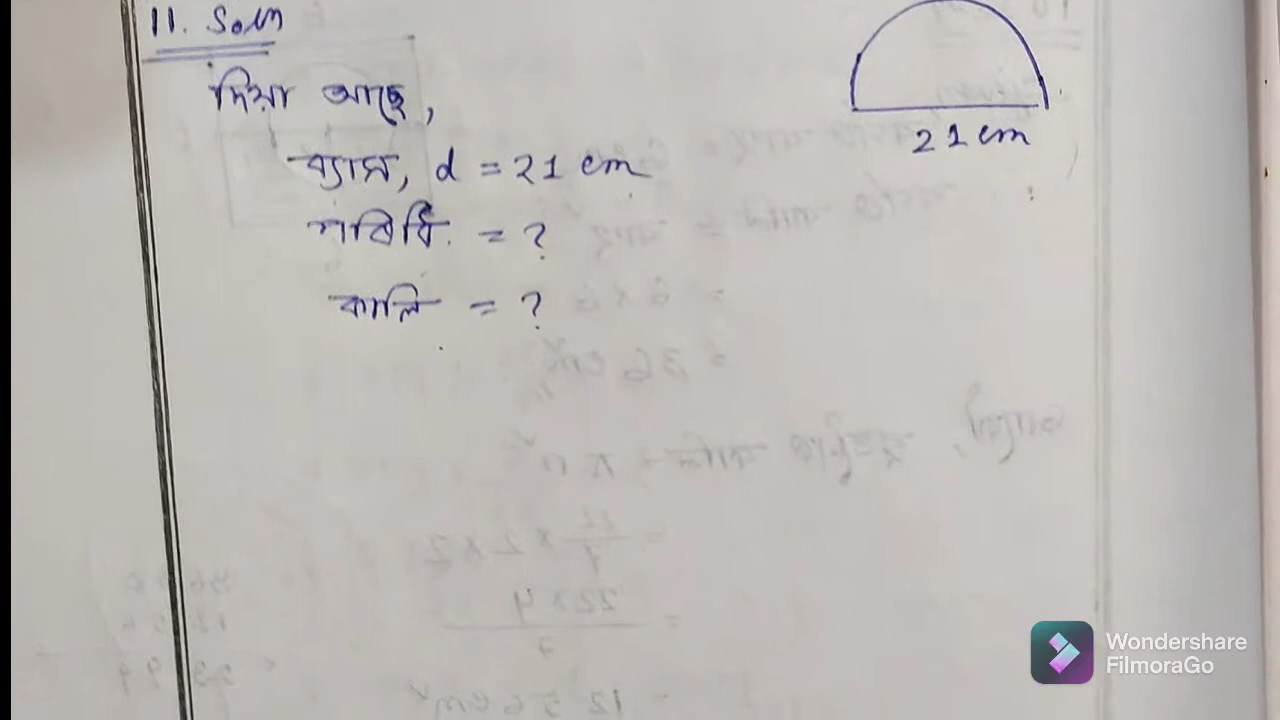 11. Soln
দিয়া আছে,
ব্যাস, d = 21 cm
পৰিধি = ?
কালি = ?
21 cm
Wondershare
FilmoraGo